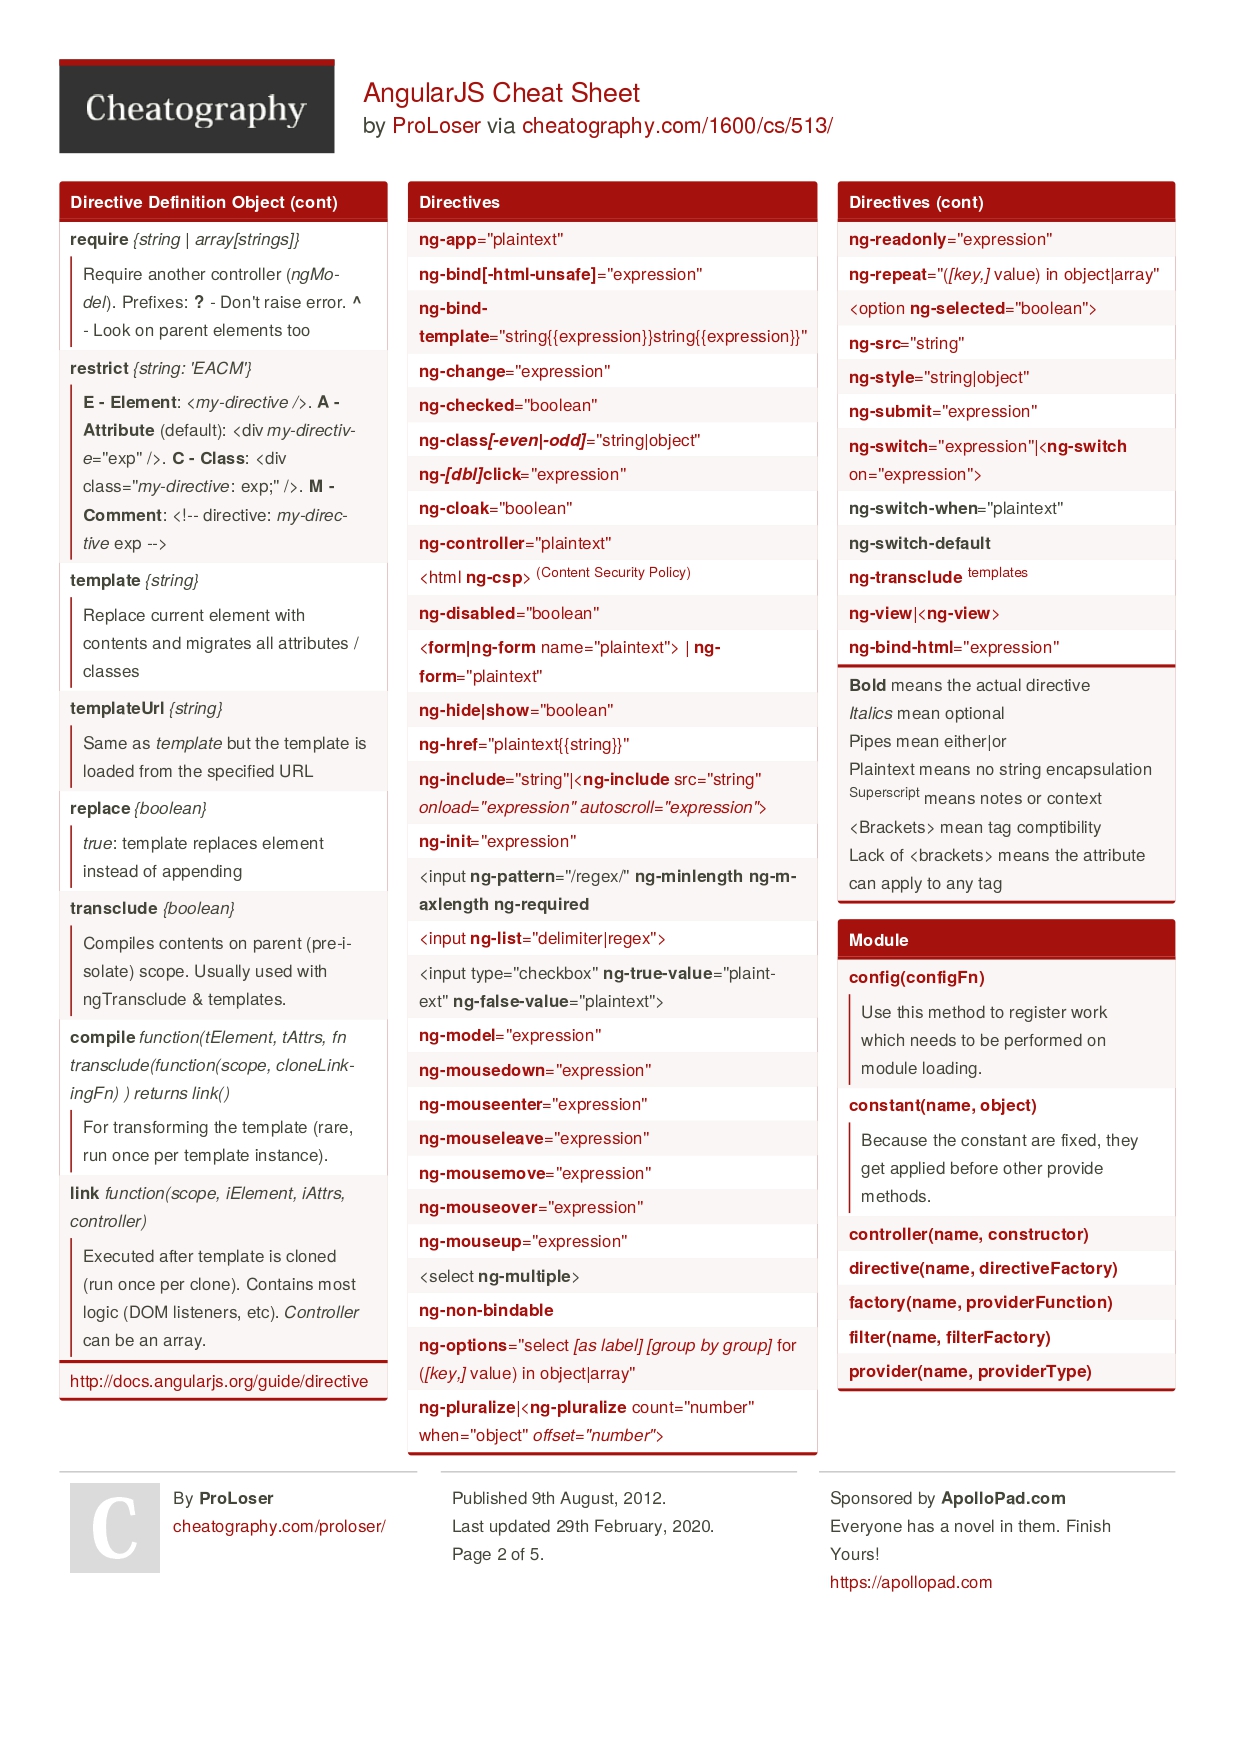 Cheatography
AngularJS Cheat Sheet
by ProLoser via cheatography.com/1600/cs/513/
Directive Definition Object (cont)
require {string | array[strings]}
Require another controller (ngMo-
del). Prefixes: ? - Don't raise error. ^
- Look on parent elements too
restrict {string: 'EACM'}
E - Element: <my-directive />. A -
Attribute (default): <div my-directiv-
e="exp" />. C - Class: <div
class="my-directive: exp;" />. M -
Comment: <!-- directive: my-direc-
tive exp -->
template {string}
Replace current element with
contents and migrates all attributes /
classes
templateUrl {string}
Same as template but the template is
loaded from the specified URL
replace {boolean}
true: template replaces element
instead of appending
transclude {boolean}
Compiles contents on parent (pre-i-
solate) scope. Usually used with
ngTransclude & templates.
compile function(tElement, tAttrs, fn
transclude(function(scope, cloneLink-
ingFn) ) returns link()
For transforming the template (rare,
run once per template instance).
link function(scope, iElement, iAttrs,
controller)
Executed after template is cloned
(run once per clone). Contains most
logic (DOM listeners, etc). Controller
can be an array.
http://docs.angularjs.org/guide/directive
Directives
ng-app="plaintext"
ng-bind[-html-unsafe]="expression"
ng-bind-
template="string{{expression}}string{{expression}}"
ng-change="expression"
ng-checked="boolean"
ng-class[-even|-odd]="string|object"
ng-[dbl]click="expression"
ng-cloak="boolean"
ng-controller="plaintext"
<html ng-csp> (Content Security Policy)
ng-disabled="boolean"
<form|ng-form name="plaintext"> | ng-
form="plaintext"
ng-hide|show="boolean"
ng-href="plaintext{{string}}"
ng-include="string"|<ng-include src="string"
onload="expression" autoscroll="expression">
ng-init="expression"
<input ng-pattern="/regex/" ng-minlength ng-m-
axlength ng-required
<input ng-list="delimiter|regex">
<input type="checkbox" ng-true-value="plaint-
ext" ng-false-value="plaintext">
ng-model="expression"
ng-mousedown="expression"
ng-mouseenter="expression"
ng-mouseleave="expression"
ng-mousemove="expression"
ng-mouseover="expression"
ng-mouseup="expression"
<select ng-multiple>
ng-non-bindable
ng-options="select [as label] [group by group] for
([key,] value) in object|array"
ng-pluralize|<ng-pluralize count="number"
when="object" offset="number">
Directives (cont)
ng-readonly="expression"
ng-repeat="([key,] value) in object|array"
<option ng-selected="boolean">
ng-src="string"
ng-style="string|object"
ng-submit="expression"
ng-switch="expression"|<ng-switch
on="expression">
ng-switch-when="plaintext"
ng-switch-default
ng-transclude templates
ng-view|<ng-view>
ng-bind-html="expression"
Bold means the actual directive
Italics mean optional
Pipes mean either|or
Plaintext means no string encapsulation
Superscript means notes or context
<Brackets> mean tag comptibility
Lack of <brackets> means the attribute
can apply to any tag
Module
config(configFn)
Use this method to register work
which needs to be performed on
module loading.
constant(name, object)
Because the constant are fixed, they
get applied before other provide
methods.
controller(name, constructor)
directive(name, directiveFactory)
factory(name, providerFunction)
filter(name, filterFactory)
provider(name, providerType)
C
By ProLoser
cheatography.com/proloser/
Published 9th August, 2012.
Last updated 29th February, 2020.
Page 2 of 5.
Sponsored by ApolloPad.com
Everyone has a novel in them. Finish
Yours!
https://apollopad.com